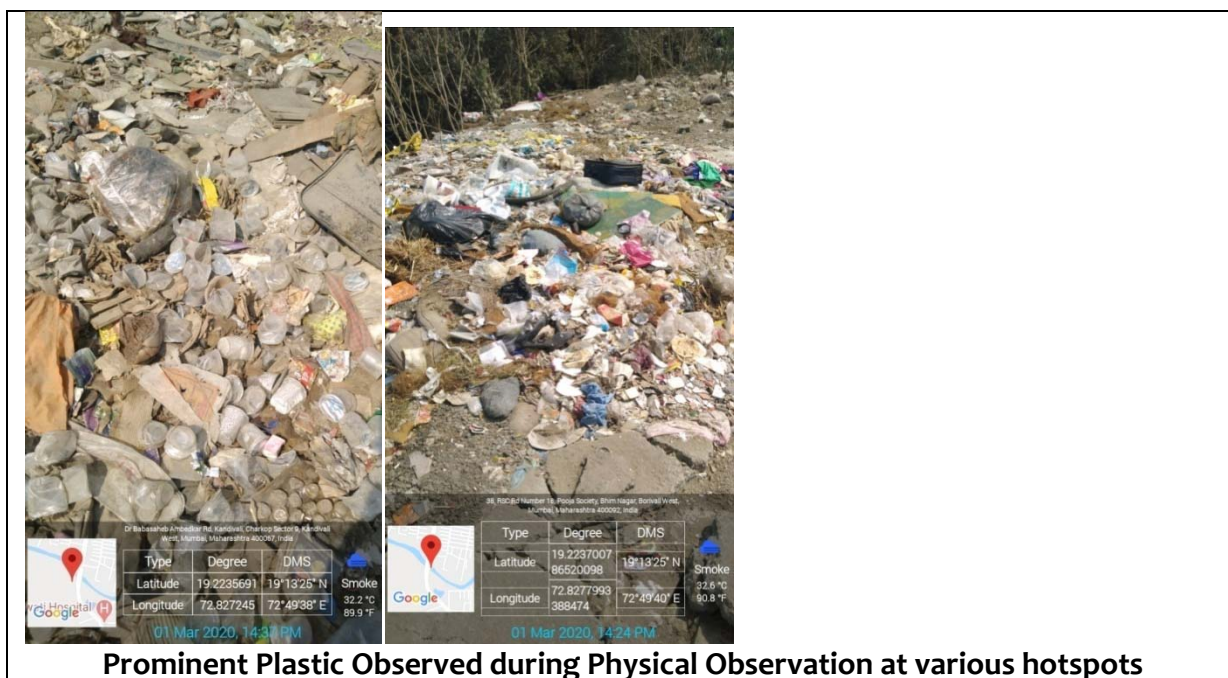 Dr Babasaheb Ambedkar Rd, Kandivali, Charkop Sector 9, Kandivali
West, Mumbai, Maharashtra 400067, India
Type Degree DMS
Latitude 19.2235691 19°13'25" N
Longitude 72.827245 72°49'38" E
Smoke
32.2 °C
89.9 °F
Hospital
Google
01 Mar 2020, PM
38, RSC Rd Number 18, Pooja Society, Bhim Nagar, Borivali West,
Mumbai, Maharashtra 400092, India
Type Degree DMS
Latitude 19.2237007
86520098 19°13'25" N
Longitude 72.8277993
388474 72°49'40" E
Smoke
32.6 °C
90.8 °F
Google
01 Mar 2020, 14:24 PM
Prominent Plastic Observed during Physical Observation at various hotspots